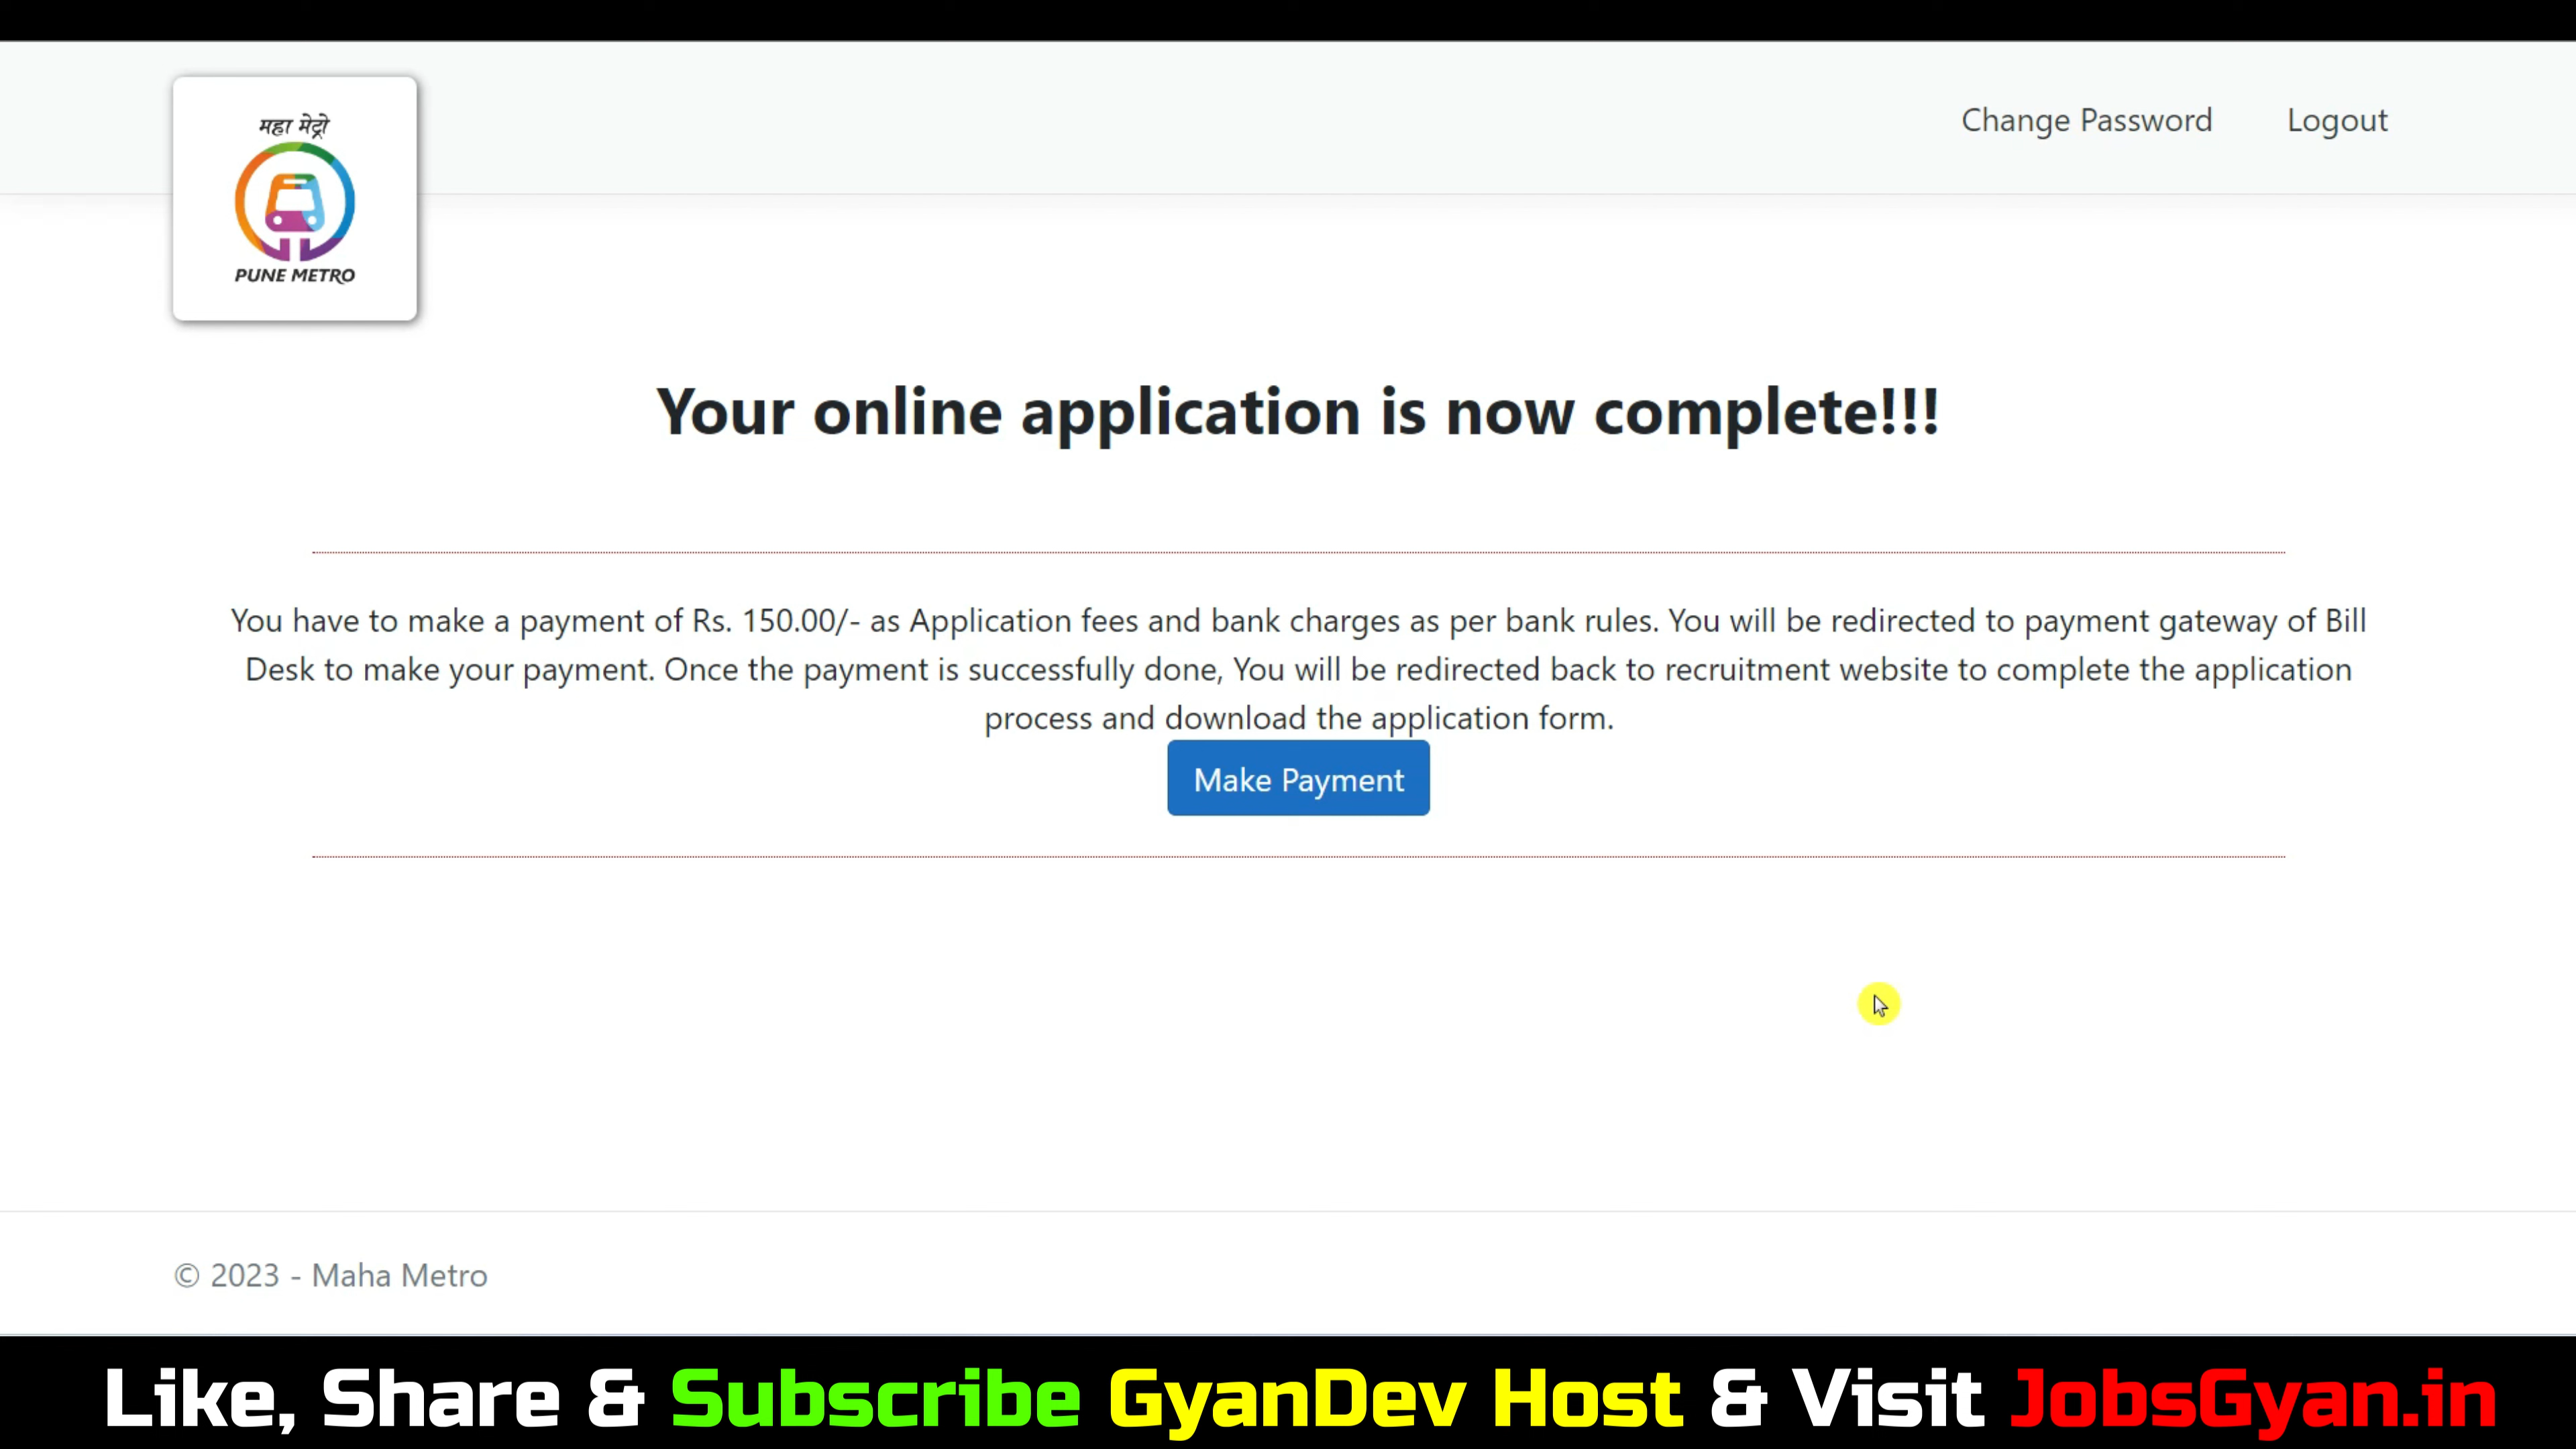 Change Password Logout
महा मेट्रो
PUNE METRO
Your online application is now complete!!!
You have to make a payment of Rs. 150.00/- as Application fees and bank charges as per bank rules. You will be redirected to payment gateway of Bill
Desk to make your payment. Once the payment is successfully done, You will be redirected back to recruitment website to complete the application
process and download the application form.
Make Payment
© 2023 - Maha Metro
Like, Share & Subscribe GyanDev Host & Visit JobsGyan.in